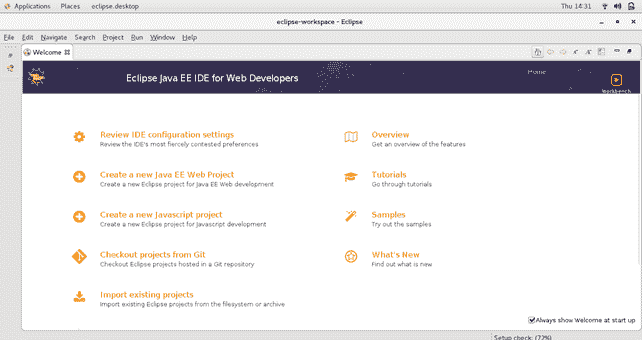 Applications Places eclipse.desktop Thu 14:31
eclipse-workspace - Eclipse
File Edit Navigate Search Project Run Window Help
Welcome
Eclipse Java EE IDE for Web Developers
Home
Workbench
Review IDE configuration settings
Review the IDE's most fiercely contested preferences
Overview
Get an overview of the features
Create a new Java EE Web Project
Create a new Eclipse project for Java EE Web development
Tutorials
Go through tutorials
Create a new Javascript project
Create a new Eclipse project for Javascript development
Samples
Try out the samples
Checkout projects from Git
Checkout Eclipse projects hosted in a Git repository
What's New
Find out what is new
Import existing projects
Import existing Eclipse projects from the filesystem or archive
Always show Welcome at start up
Setup check: (72%)